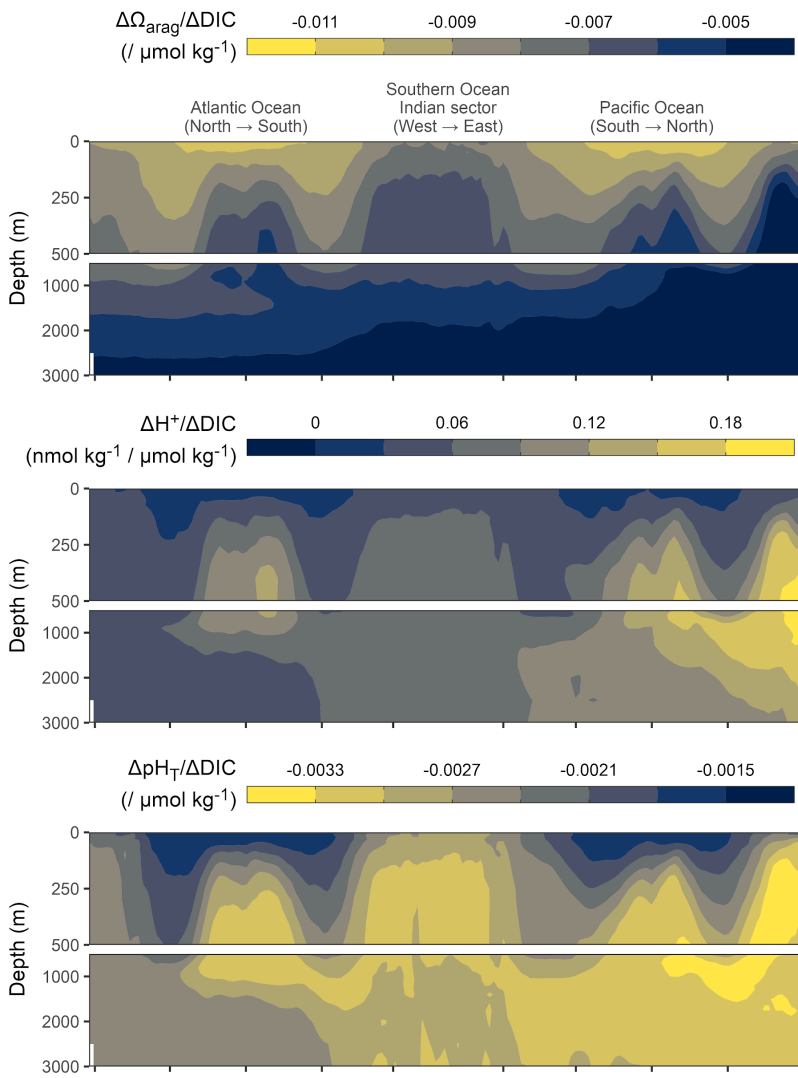 ΔΩarag/ΔDIC
(/ µmol kg-1)
-0.011 -0.009 -0.007 -0.005
Atlantic Ocean
(North → South)
Southern Ocean
Indian sector
(West → East)
Pacific Ocean
(South → North)
0
250
500
1000
2000
3000
Depth (m)
ΔH+/ΔDIC
(nmol kg-1 / µmol kg-1)
0 0.06 0.12 0.18
0
250
500
1000
2000
3000
Depth (m)
ΔpHT/ΔDIC
(/ µmol kg-1)
-0.0033 -0.0027 -0.0021 -0.0015
0
250
500
1000
2000
3000
Depth (m)